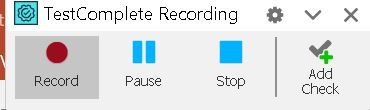 TestComplete Recording
Record
Pause
Stop
Add
Check